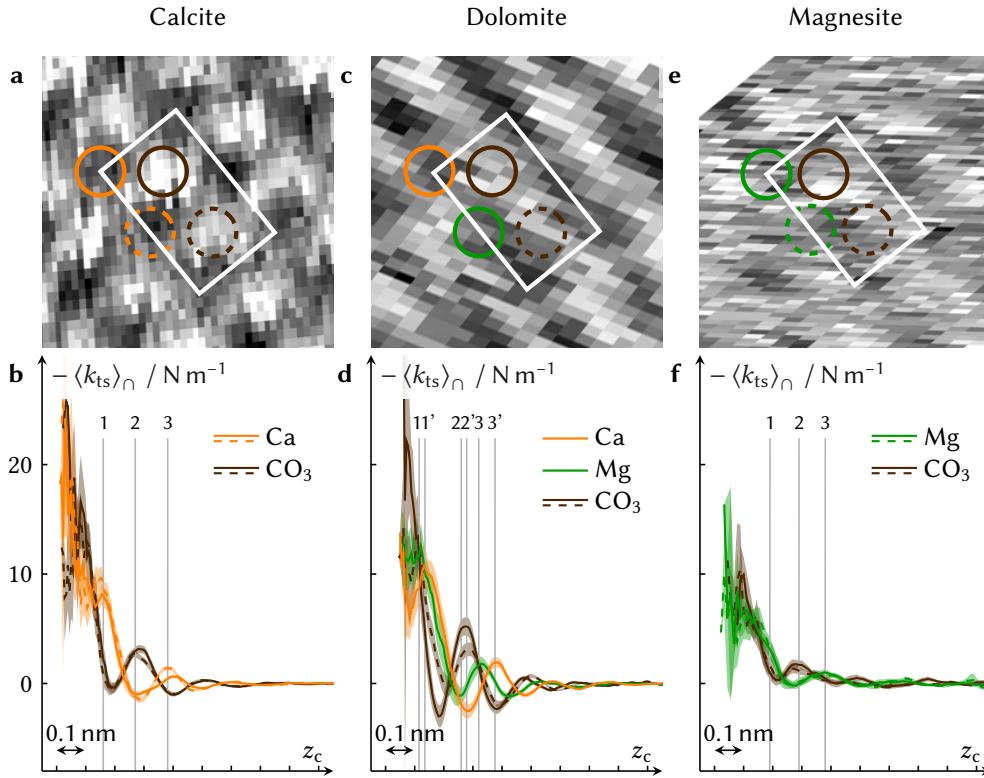 Calcite Dolomite Magnesite
a c e
b d f
− ⟨k_ts⟩_∩ / N m⁻¹ − ⟨k_ts⟩_∩ / N m⁻¹ − ⟨k_ts⟩_∩ / N m⁻¹
1 2 3 11' 22'3 3' 1 2 3
Ca Ca Mg
CO₃ Mg CO₃
CO₃
20
10
0
0.1 nm z_c 0.1 nm z_c 0.1 nm z_c